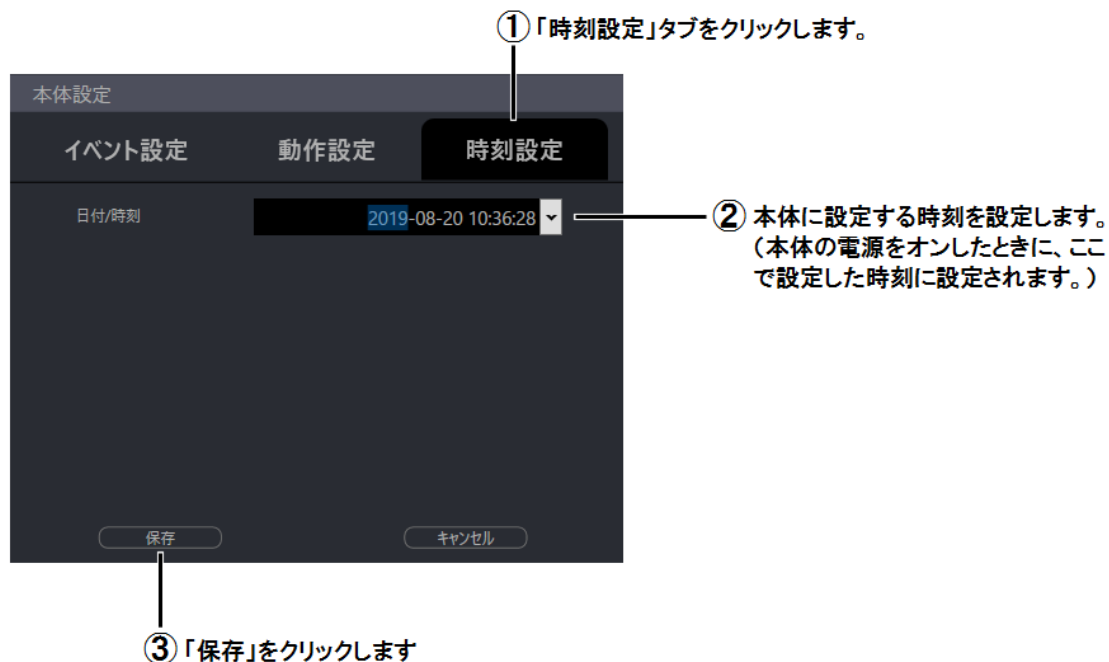 ①「時刻設定」タブをクリックします。
本体設定
イベント設定 動作設定 時刻設定
日付/時刻 2019-08-20 10:36:28
②本体に設定する時刻を設定します。
（本体の電源をオンしたときに、ここ
で設定した時刻に設定されます。）
保存 キャンセル
③「保存」をクリックします